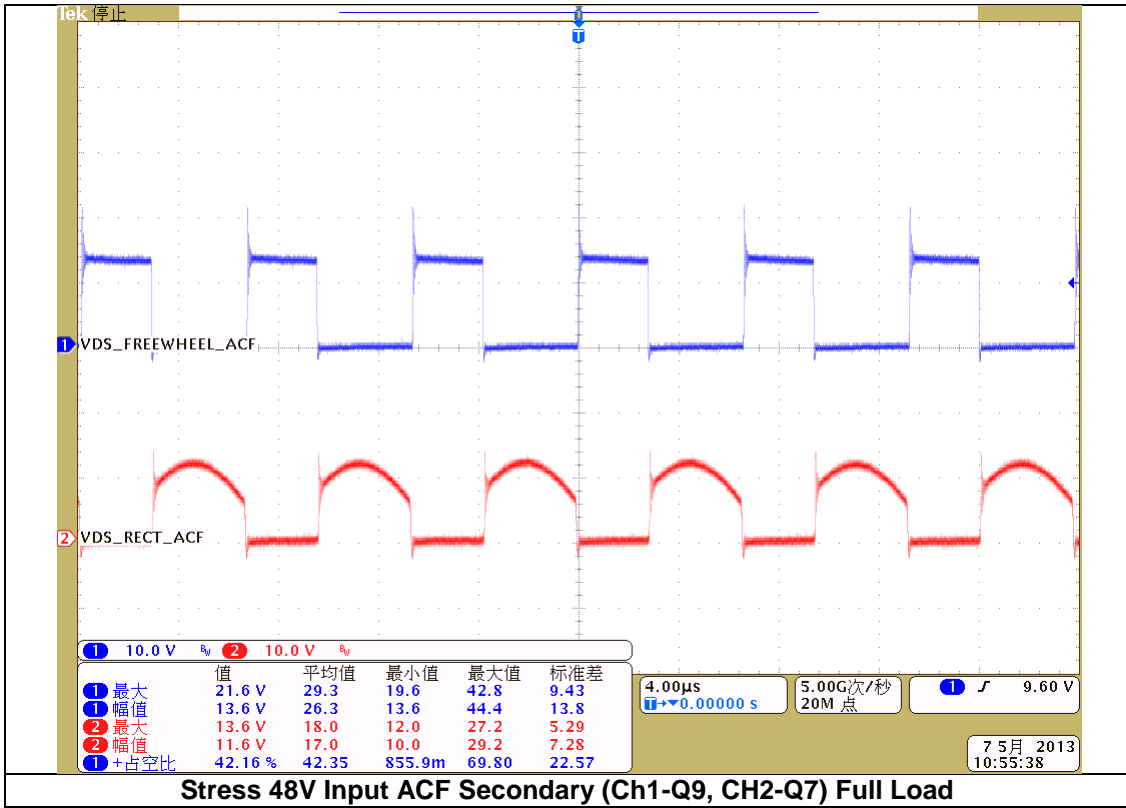 Tek 停止
T
1 VDS_FREEWHEEL_ACF
2 VDS_RECT_ACF
1 10.0 V BW 2 10.0 V BW
值 平均值 最小值 最大值 标准差
1 最大 21.6 V 29.3 19.6 42.8 9.43
1 幅值 13.6 V 26.3 13.6 44.4 13.8
2 最大 13.6 V 18.0 12.0 27.2 5.29
2 幅值 11.6 V 17.0 10.0 29.2 7.28
1 +占空比 42.16 % 42.35 855.9m 69.80 22.57
4.00µs
T→▼0.00000 s
5.00G次/秒
20M 点
1 ∫ 9.60 V
7 5月 2013
10:55:38
Stress 48V Input ACF Secondary (Ch1-Q9, CH2-Q7) Full Load